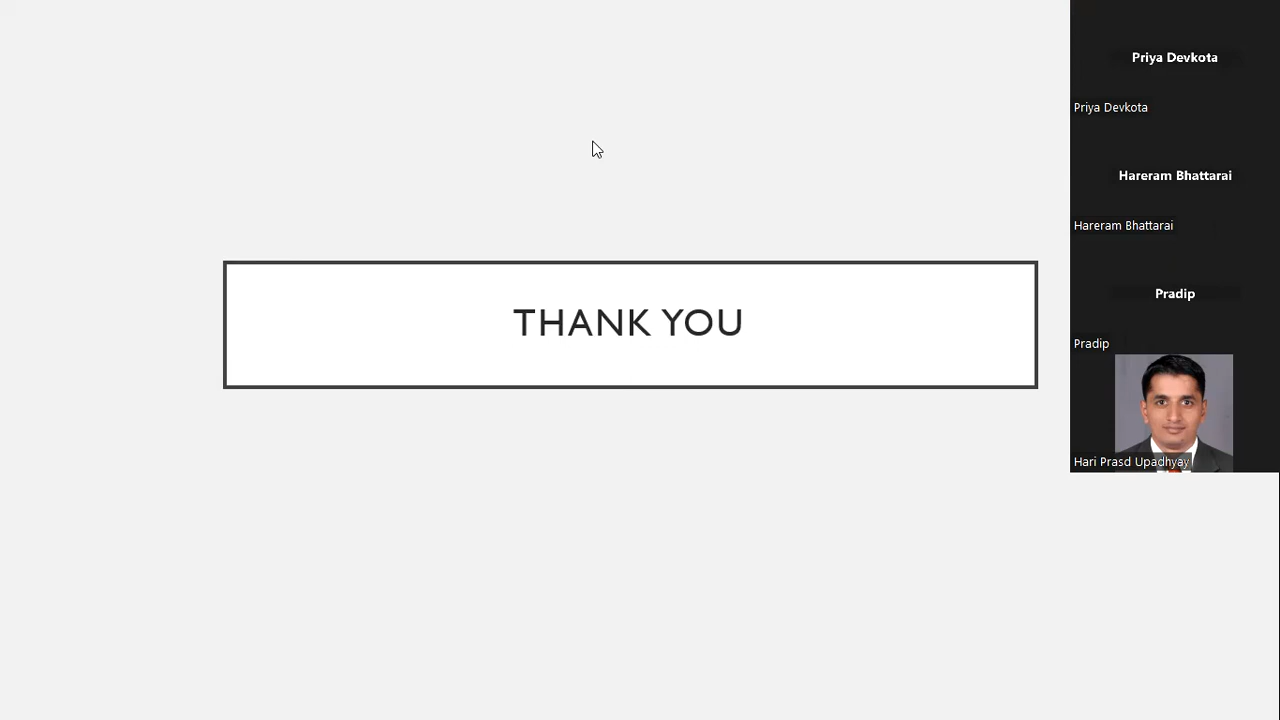 Priya Devkota
Priya Devkota
Hareram Bhattarai
Hareram Bhattarai
Pradip
Pradip
THANK YOU
Hari Prasd Upadhyay